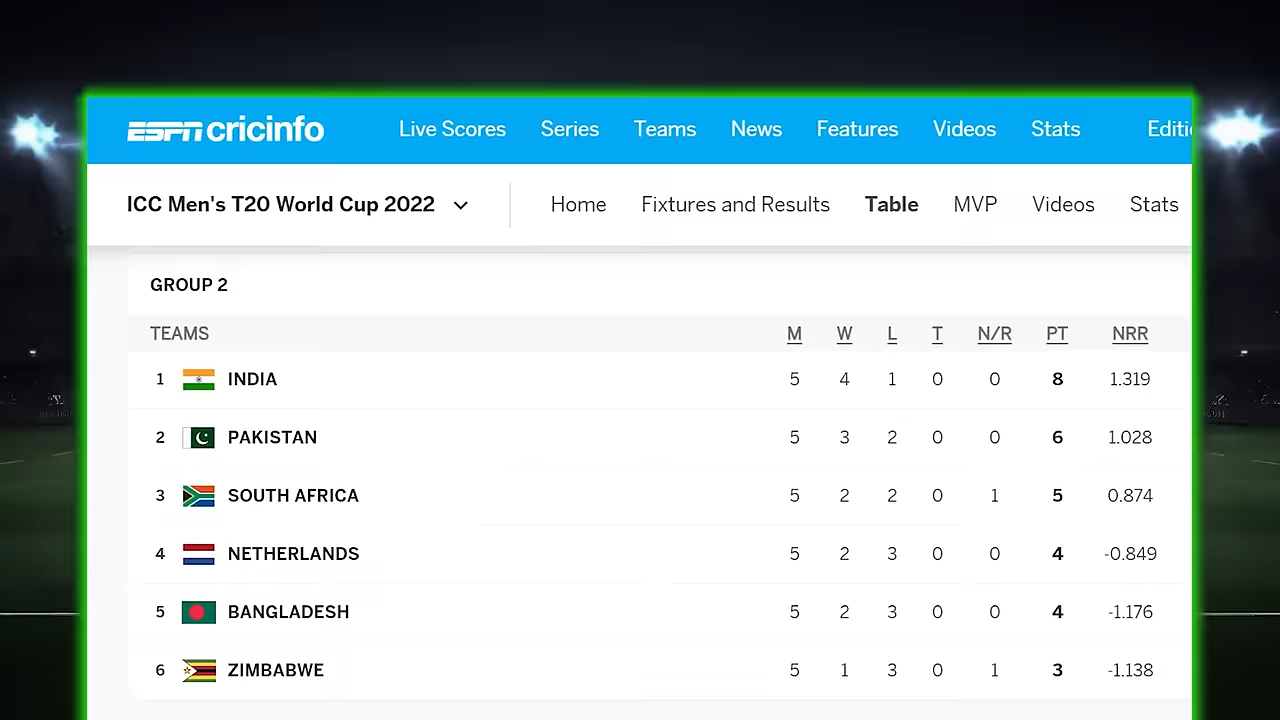 ESPN cricinfo Live Scores Series Teams News Features Videos Stats Editi
ICC Men's T20 World Cup 2022 Home Fixtures and Results Table MVP Videos Stats
GROUP 2
TEAMS M W L T N/R PT NRR
1 INDIA 5 4 1 0 0 8 1.319
2 PAKISTAN 5 3 2 0 0 6 1.028
3 SOUTH AFRICA 5 2 2 0 1 5 0.874
4 NETHERLANDS 5 2 3 0 0 4 -0.849
5 BANGLADESH 5 2 3 0 0 4 -1.176
6 ZIMBABWE 5 1 3 0 1 3 -1.138